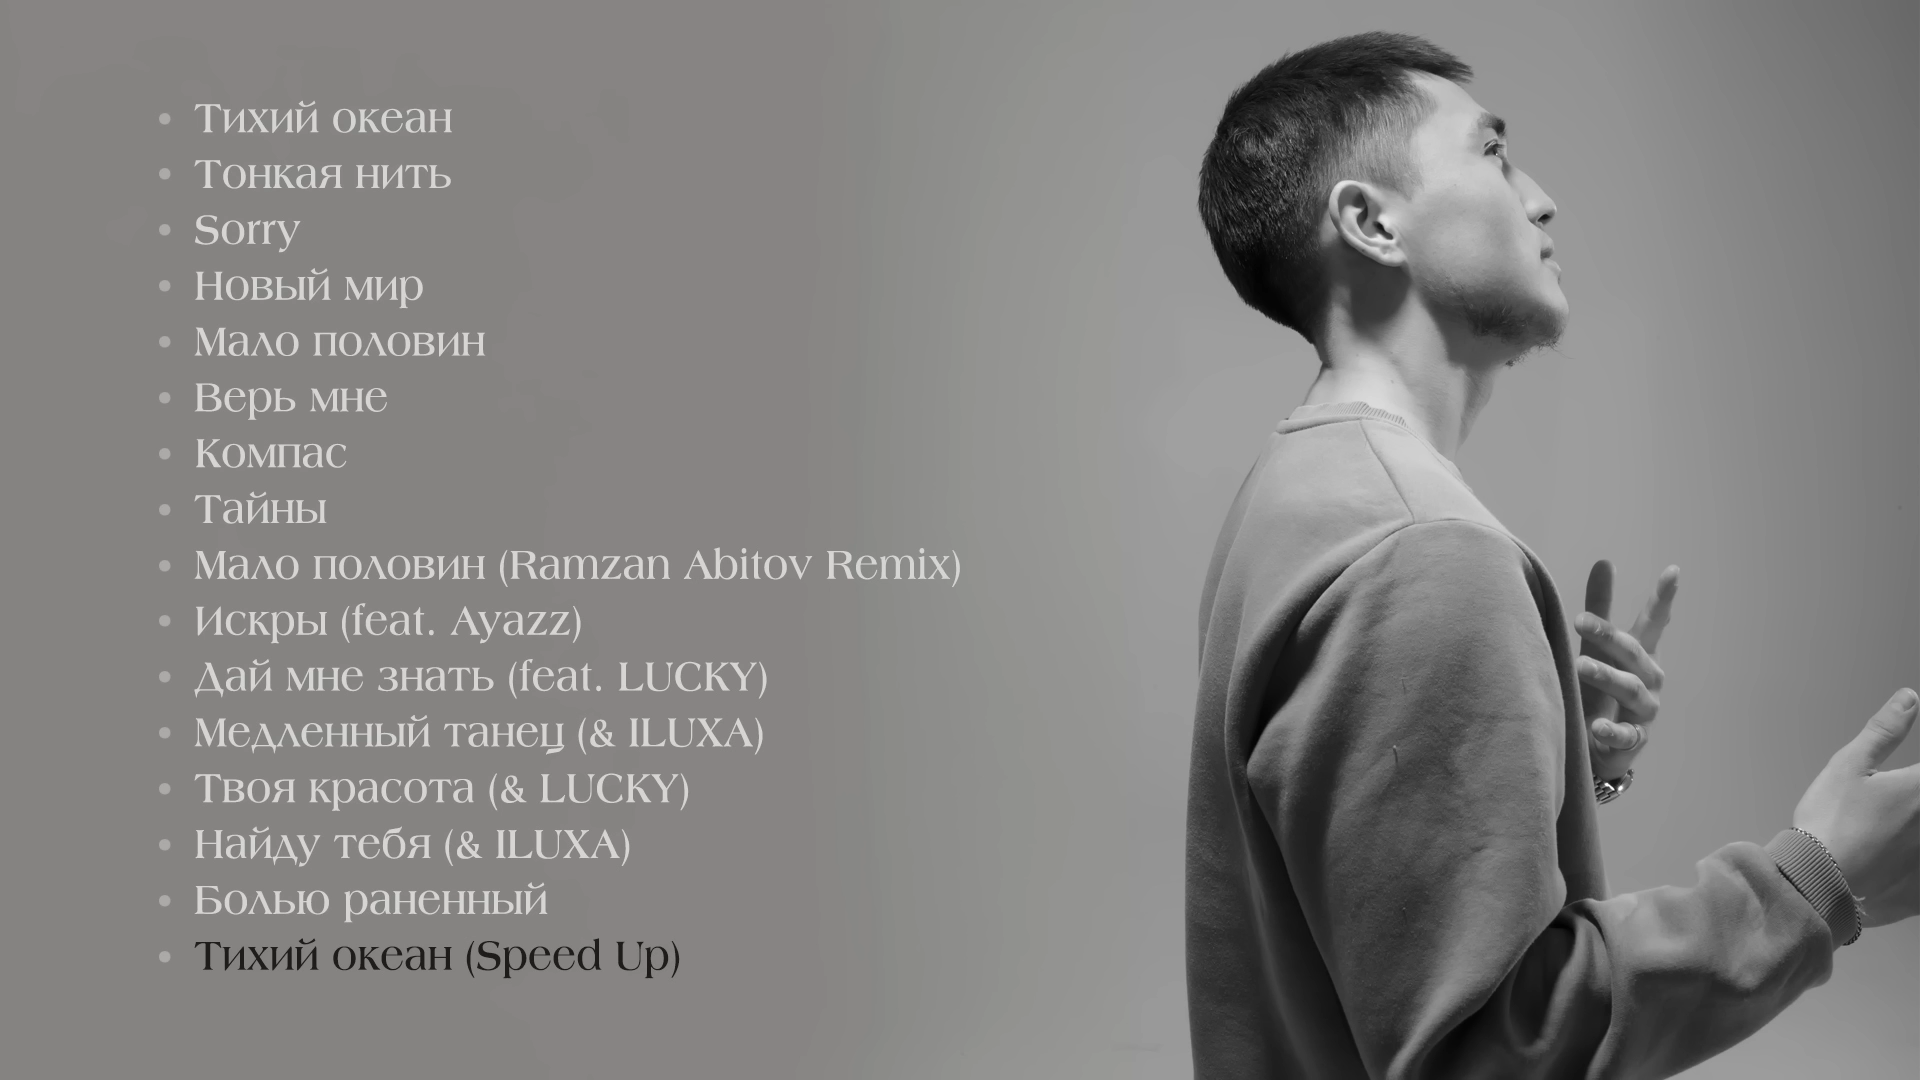 Тихий океан
Тонкая нить
Sorry
Новый мир
Мало половин
Верь мне
Компас
Тайны
Мало половин (Ramzan Abitov Remix)
Искры (feat. Ayazz)
Дай мне знать (feat. LUCKY)
Медленный танец (& ILUXA)
Твоя красота (& LUCKY)
Найду тебя (& ILUXA)
Болью раненный
Тихий океан (Speed Up)